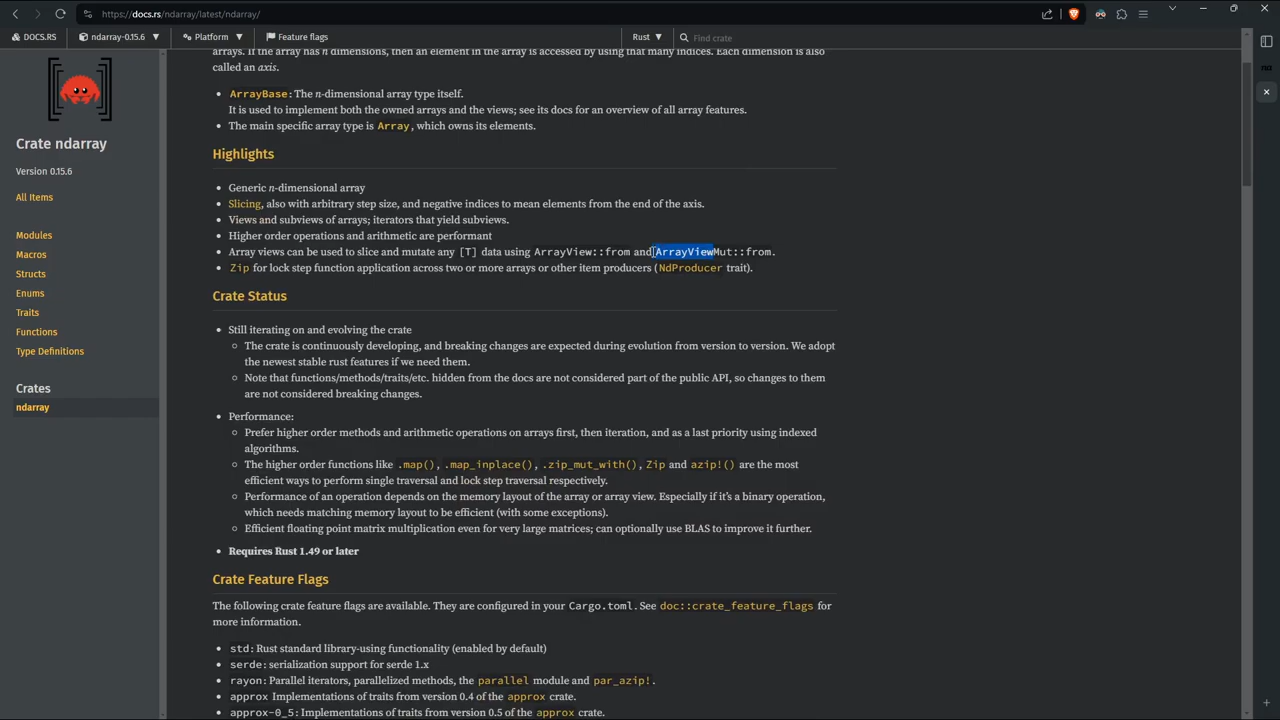 https://docs.rs/ndarray/latest/ndarray/
DOCS.RS
ndarray-0.15.6
Platform
Feature flags
Rust
Find crate
arrays. If the array has n dimensions, then an element in the array is accessed by using that many indices. Each dimension is also
called an axis.
Crate ndarray
Version 0.15.6
All Items
Modules
Macros
Structs
Enums
Traits
Functions
Type Definitions
Crates
ndarray
• ArrayBase: The n-dimensional array type itself.
It is used to implement both the owned arrays and the views; see its docs for an overview of all array features.
• The main specific array type is Array, which owns its elements.
Highlights
• Generic n-dimensional array
• Slicing, also with arbitrary step size, and negative indices to mean elements from the end of the axis.
• Views and subviews of arrays; iterators that yield subviews.
• Higher order operations and arithmetic are performant
• Array views can be used to slice and mutate any [T] data using ArrayView::from and ArrayViewMut::from.
• Zip for lock step function application across two or more arrays or other item producers (NdProducer trait).
Crate Status
• Still iterating on and evolving the crate
◦ The crate is continuously developing, and breaking changes are expected during evolution from version to version. We adopt
the newest stable rust features if we need them.
◦ Note that functions/methods/traits/etc. hidden from the docs are not considered part of the public API, so changes to them
are not considered breaking changes.
• Performance:
◦ Prefer higher order methods and arithmetic operations on arrays first, then iteration, and as a last priority using indexed
algorithms.
◦ The higher order functions like .map(), .map_inplace(), .zip_mut_with(), Zip and azip!() are the most
efficient ways to perform single traversal and lock step traversal respectively.
◦ Performance of an operation depends on the memory layout of the array or array view. Especially if it's a binary operation,
which needs matching memory layout to be efficient (with some exceptions).
◦ Efficient floating point matrix multiplication even for very large matrices; can optionally use BLAS to improve it further.
• Requires Rust 1.49 or later
Crate Feature Flags
The following crate feature flags are available. They are configured in your Cargo.toml. See doc::crate_feature_flags for
more information.
• std: Rust standard library-using functionality (enabled by default)
• serde: serialization support for serde 1.x
• rayon: Parallel iterators, parallelized methods, the parallel module and par_azip!.
• approx Implementations of traits from version 0.4 of the approx crate.
• approx-0_5: Implementations of traits from version 0.5 of the approx crate.